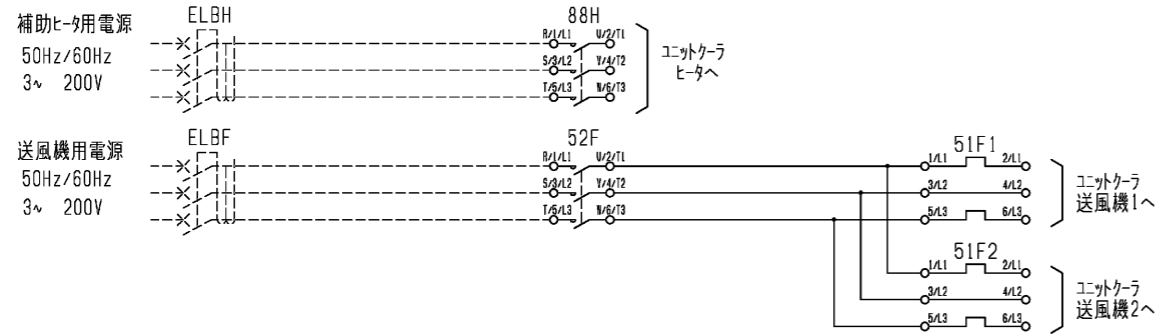 補助ヒータ用電源
50Hz/60Hz
3~ 200V
ELBH
88H
R/1/L1 U/2/T1
S/3/L2 V/4/T2
T/5/L3 W/6/T3
ユニットクーラ
ヒータへ
送風機用電源
50Hz/60Hz
3~ 200V
ELBF
52F
R/1/L1 U/2/T1
S/3/L2 V/4/T2
T/5/L3 W/6/T3
51F1
1/L1 2/L1
3/L2 4/L2
5/L3 6/L3
ユニットクーラ
送風機1へ
51F2
1/L1 2/L1
3/L2 4/L2
5/L3 6/L3
ユニットクーラ
送風機2へ